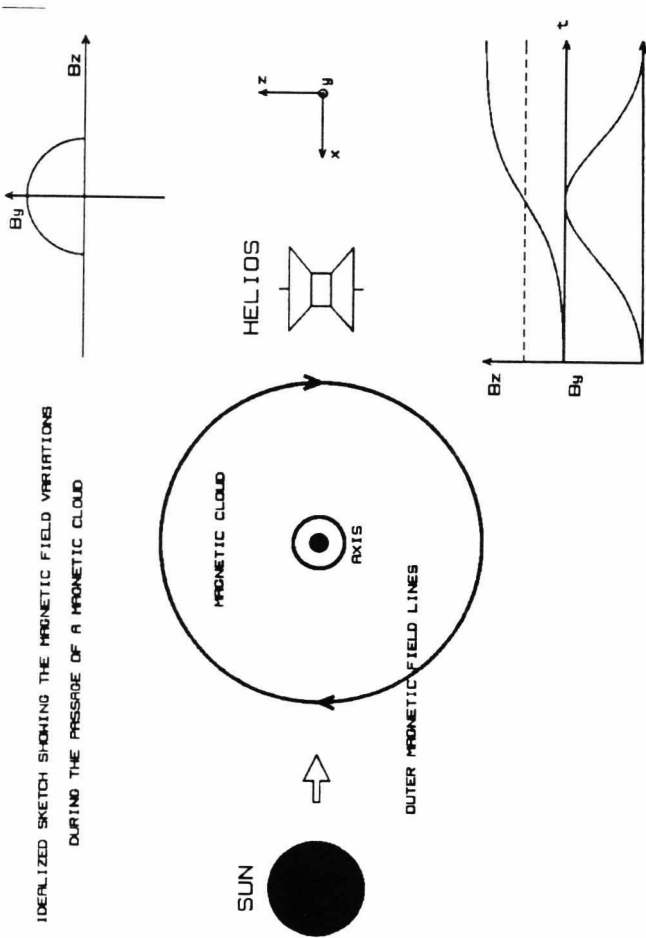 IDEALIZED SKETCH SHOWING THE MAGNETIC FIELD VARIATIONS
DURING THE PASSAGE OF A MAGNETIC CLOUD
By
Bz
SUN
MAGNETIC CLOUD
AXIS
OUTER MAGNETIC FIELD LINES
HELIOS
z
y
x
Bz
By
t